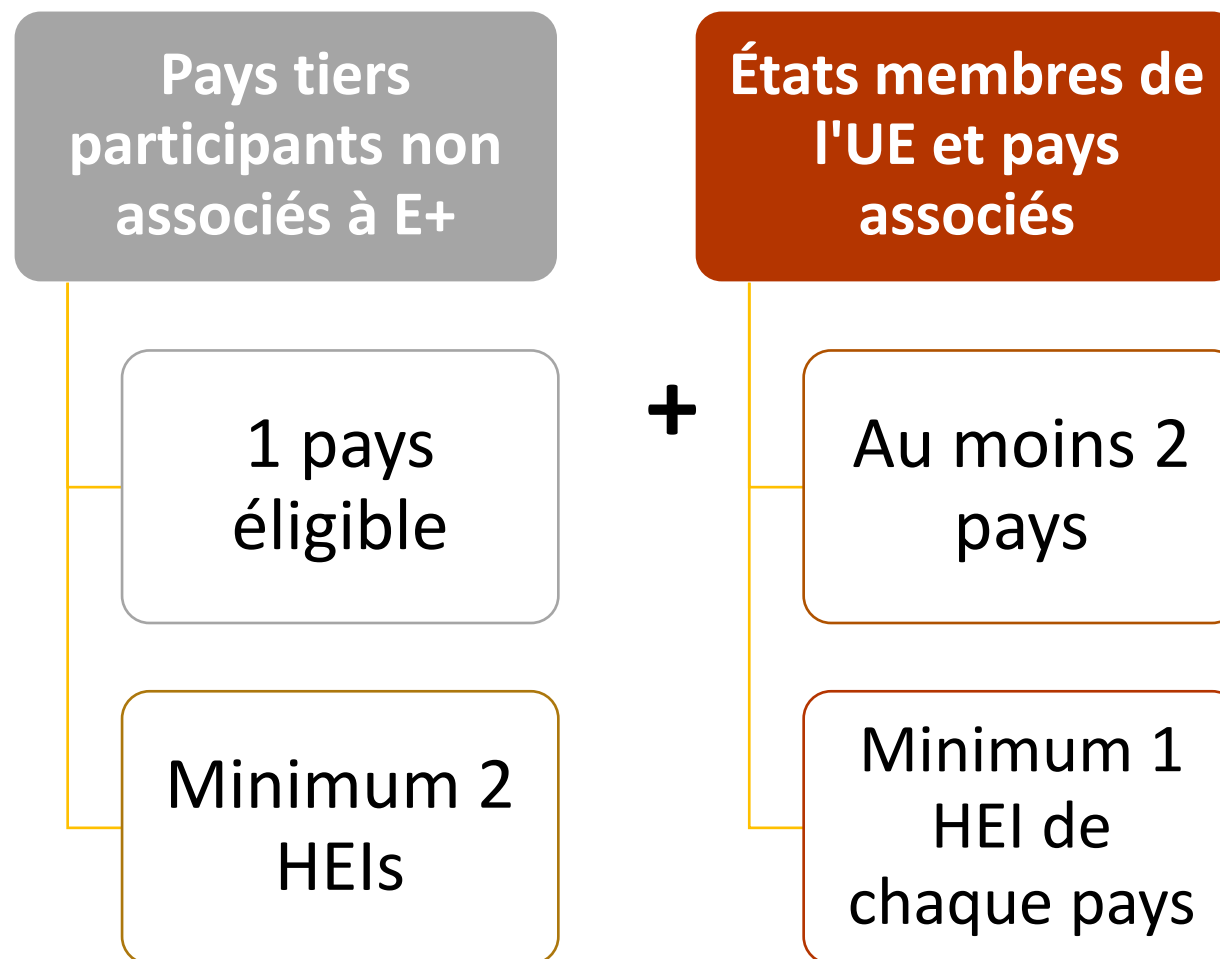 Pays tiers
participants non
associés à E+
1 pays
éligible
Minimum 2
HEIs
+
États membres de
l'UE et pays
associés
Au moins 2
pays
Minimum 1
HEI de
chaque pays